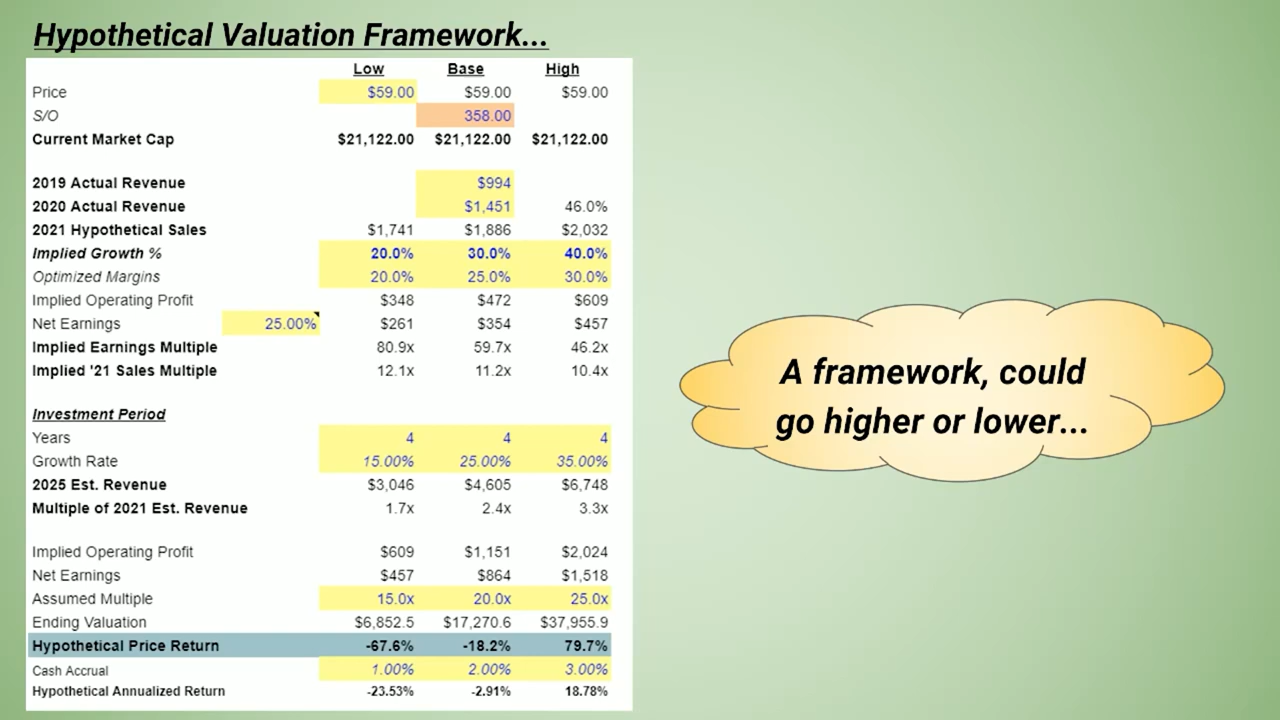 Hypothetical Valuation Framework...
Low Base High
Price $59.00 $59.00 $59.00
S/O 358.00
Current Market Cap $21,122.00 $21,122.00 $21,122.00
2019 Actual Revenue $994
2020 Actual Revenue $1,451 46.0%
2021 Hypothetical Sales $1,741 $1,886 $2,032
Implied Growth % 20.0% 30.0% 40.0%
Optimized Margins 20.0% 25.0% 30.0%
Implied Operating Profit $348 $472 $609
Net Earnings 25.00% $261 $354 $457
Implied Earnings Multiple 80.9x 59.7x 46.2x
Implied '21 Sales Multiple 12.1x 11.2x 10.4x
Investment Period
Years 4 4 4
Growth Rate 15.00% 25.00% 35.00%
2025 Est. Revenue $3,046 $4,605 $6,748
Multiple of 2021 Est. Revenue 1.7x 2.4x 3.3x
Implied Operating Profit $609 $1,151 $2,024
Net Earnings $457 $864 $1,518
Assumed Multiple 15.0x 20.0x 25.0x
Ending Valuation $6,852.5 $17,270.6 $37,955.9
Hypothetical Price Return -67.6% -18.2% 79.7%
Cash Accrual 1.00% 2.00% 3.00%
Hypothetical Annualized Return -23.53% -2.91% 18.78%
A framework, could
go higher or lower...